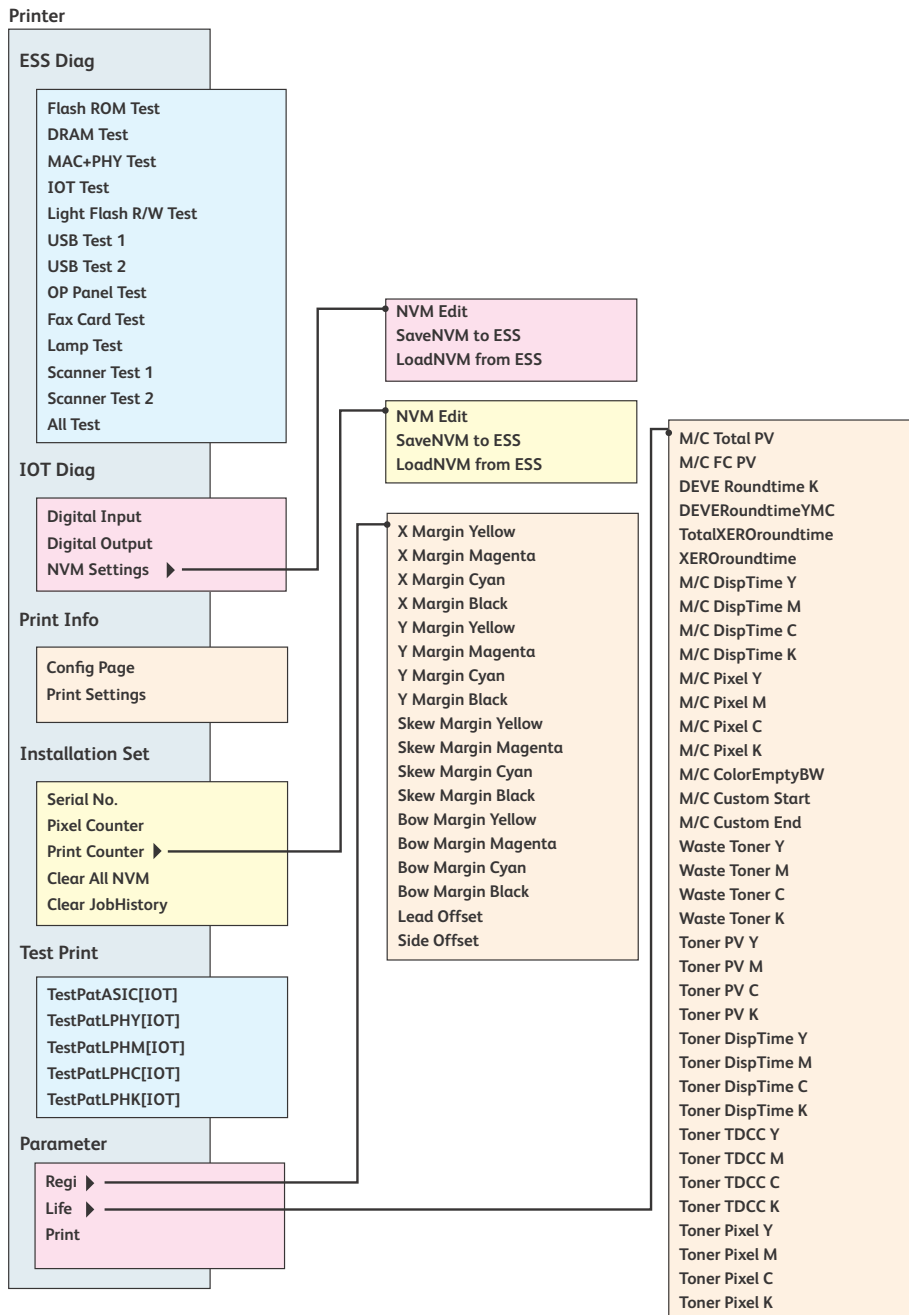 Printer
ESS Diag
Flash ROM Test
DRAM Test
MAC+PHY Test
IOT Test
Light Flash R/W Test
USB Test 1
USB Test 2
OP Panel Test
Fax Card Test
Lamp Test
Scanner Test 1
Scanner Test 2
All Test
IOT Diag
Digital Input
Digital Output
NVM Settings
Print Info
Config Page
Print Settings
Installation Set
Serial No.
Pixel Counter
Print Counter
Clear All NVM
Clear JobHistory
Test Print
TestPatASIC[IOT]
TestPatLPHY[IOT]
TestPatLPHM[IOT]
TestPatLPHC[IOT]
TestPatLPHK[IOT]
Parameter
Regi
Life
Print
NVM Edit
SaveNVM to ESS
LoadNVM from ESS
NVM Edit
SaveNVM to ESS
LoadNVM from ESS
X Margin Yellow
X Margin Magenta
X Margin Cyan
X Margin Black
Y Margin Yellow
Y Margin Magenta
Y Margin Cyan
Y Margin Black
Skew Margin Yellow
Skew Margin Magenta
Skew Margin Cyan
Skew Margin Black
Bow Margin Yellow
Bow Margin Magenta
Bow Margin Cyan
Bow Margin Black
Lead Offset
Side Offset
M/C Total PV
M/C FC PV
DEVE Roundtime K
DEVERoundtimeYMC
TotalXEROroundtime
XEROroundtime
M/C DispTime Y
M/C DispTime M
M/C DispTime C
M/C DispTime K
M/C Pixel Y
M/C Pixel M
M/C Pixel C
M/C Pixel K
M/C ColorEmptyBW
M/C Custom Start
M/C Custom End
Waste Toner Y
Waste Toner M
Waste Toner C
Waste Toner K
Toner PV Y
Toner PV M
Toner PV C
Toner PV K
Toner DispTime Y
Toner DispTime M
Toner DispTime C
Toner DispTime K
Toner TDCC Y
Toner TDCC M
Toner TDCC C
Toner TDCC K
Toner Pixel Y
Toner Pixel M
Toner Pixel C
Toner Pixel K